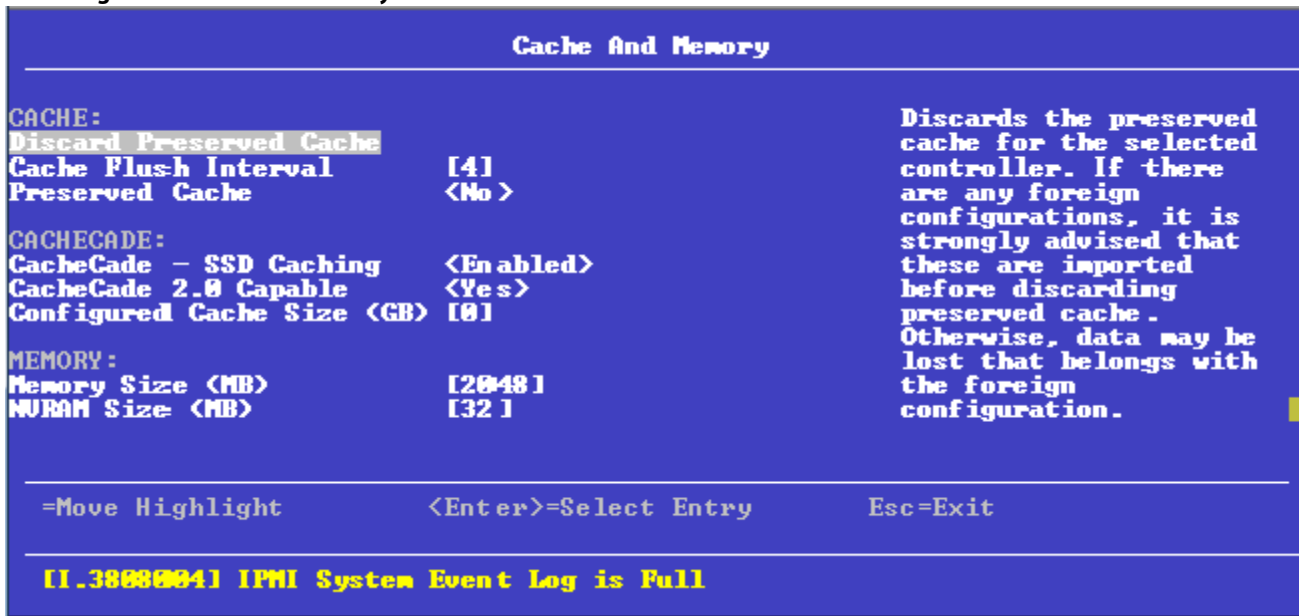 Cache And Memory
CACHE:
Discard Preserved Cache
Cache Flush Interval [4]
Preserved Cache <No>
CACHECADE:
CacheCade - SSD Caching <Enabled>
CacheCade 2.0 Capable <Yes>
Configured Cache Size (GB) [0]
MEMORY:
Memory Size (MB) [2048]
NVRAM Size (MB) [32]
Discards the preserved
cache for the selected
controller. If there
are any foreign
configurations, it is
strongly advised that
these are imported
before discarding
preserved cache.
Otherwise, data may be
lost that belongs with
the foreign
configuration.
=Move Highlight <Enter>=Select Entry Esc=Exit
[I.3808004] IPMI System Event Log is Full